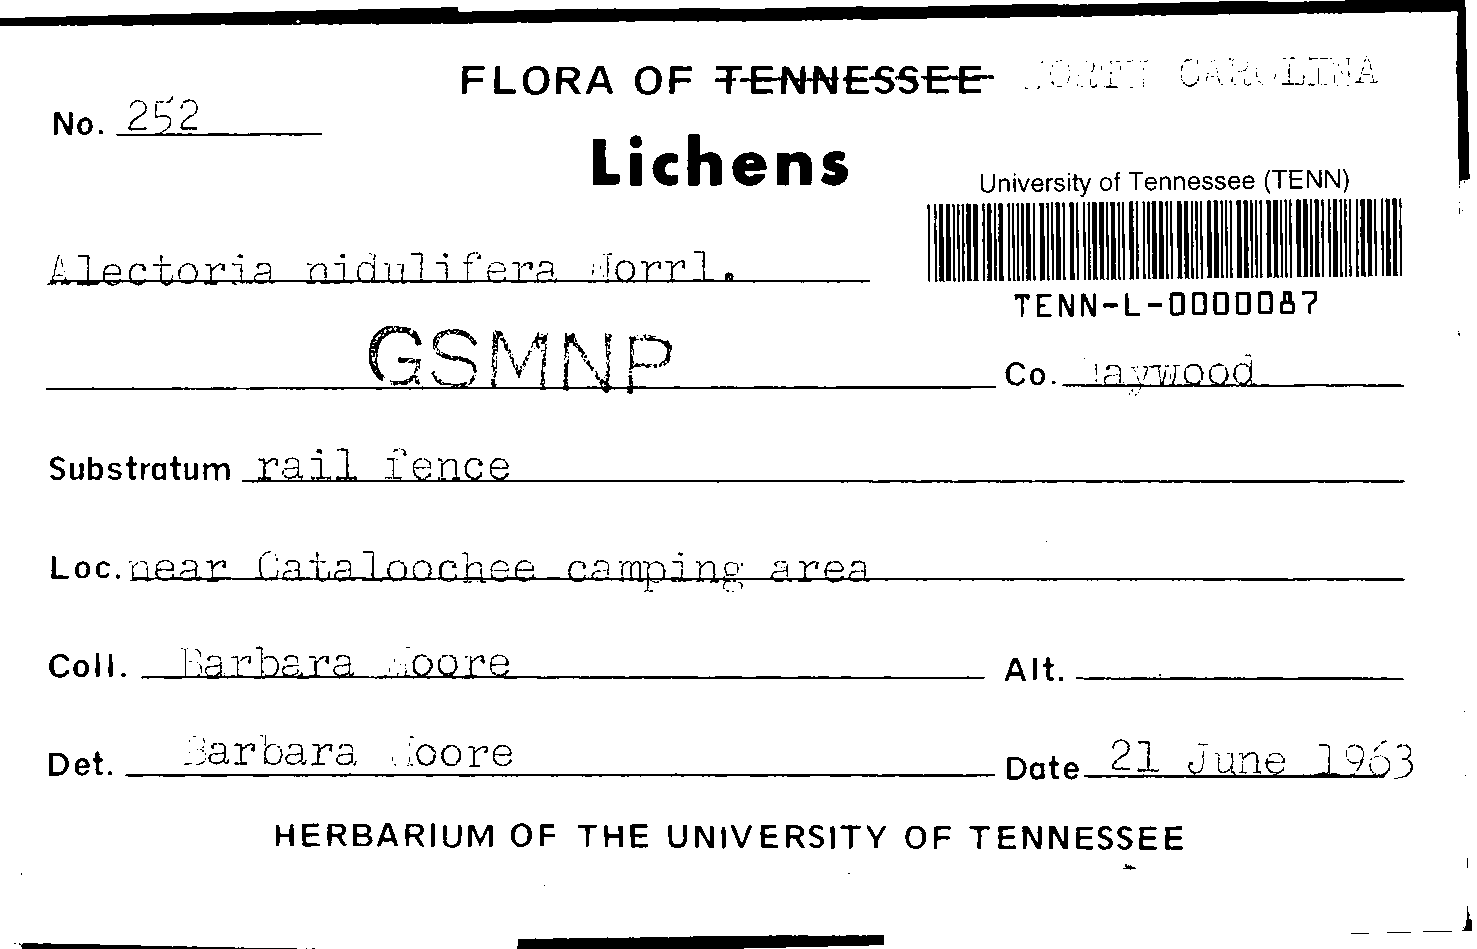 FLORA OF TENNESSEE NORTH CAROLINA
No. 252
Lichens
University of Tennessee (TENN)
TENN-L-0000087
Alectoria nidulifera Norrl.
GSMNP
Co. Haywood
Substratum rail fence
Loc. near Cataloochee camping area
Coll. Barbara Moore
Alt.
Det. Barbara Moore
Date 21 June 1963
HERBARIUM OF THE UNIVERSITY OF TENNESSEE